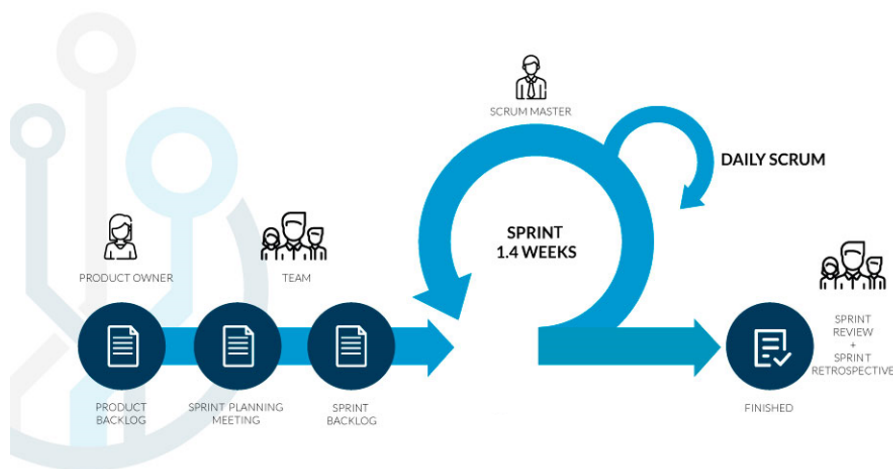 SCRUM MASTER
DAILY SCRUM
SPRINT
1.4 WEEKS
PRODUCT OWNER
TEAM
SPRINT
REVIEW
+
SPRINT
RETROSPECTIVE
PRODUCT
BACKLOG
SPRINT PLANNING
MEETING
SPRINT
BACKLOG
FINISHED